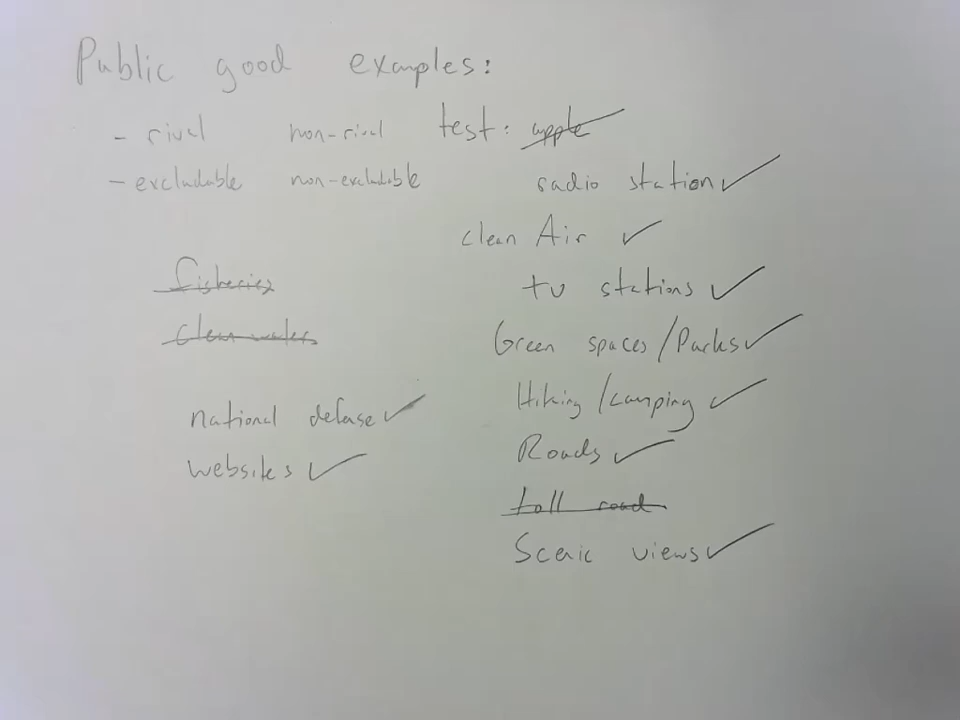 Public good examples:
- rival non-rival test: apple
- excludable non-excludible
radio station ✓
clean Air ✓
fisheries
tv stations ✓
clean water
Green spaces/Parks ✓
Hiking/camping ✓
national defense ✓
Roads ✓
websites ✓
toll road
Scenic views ✓